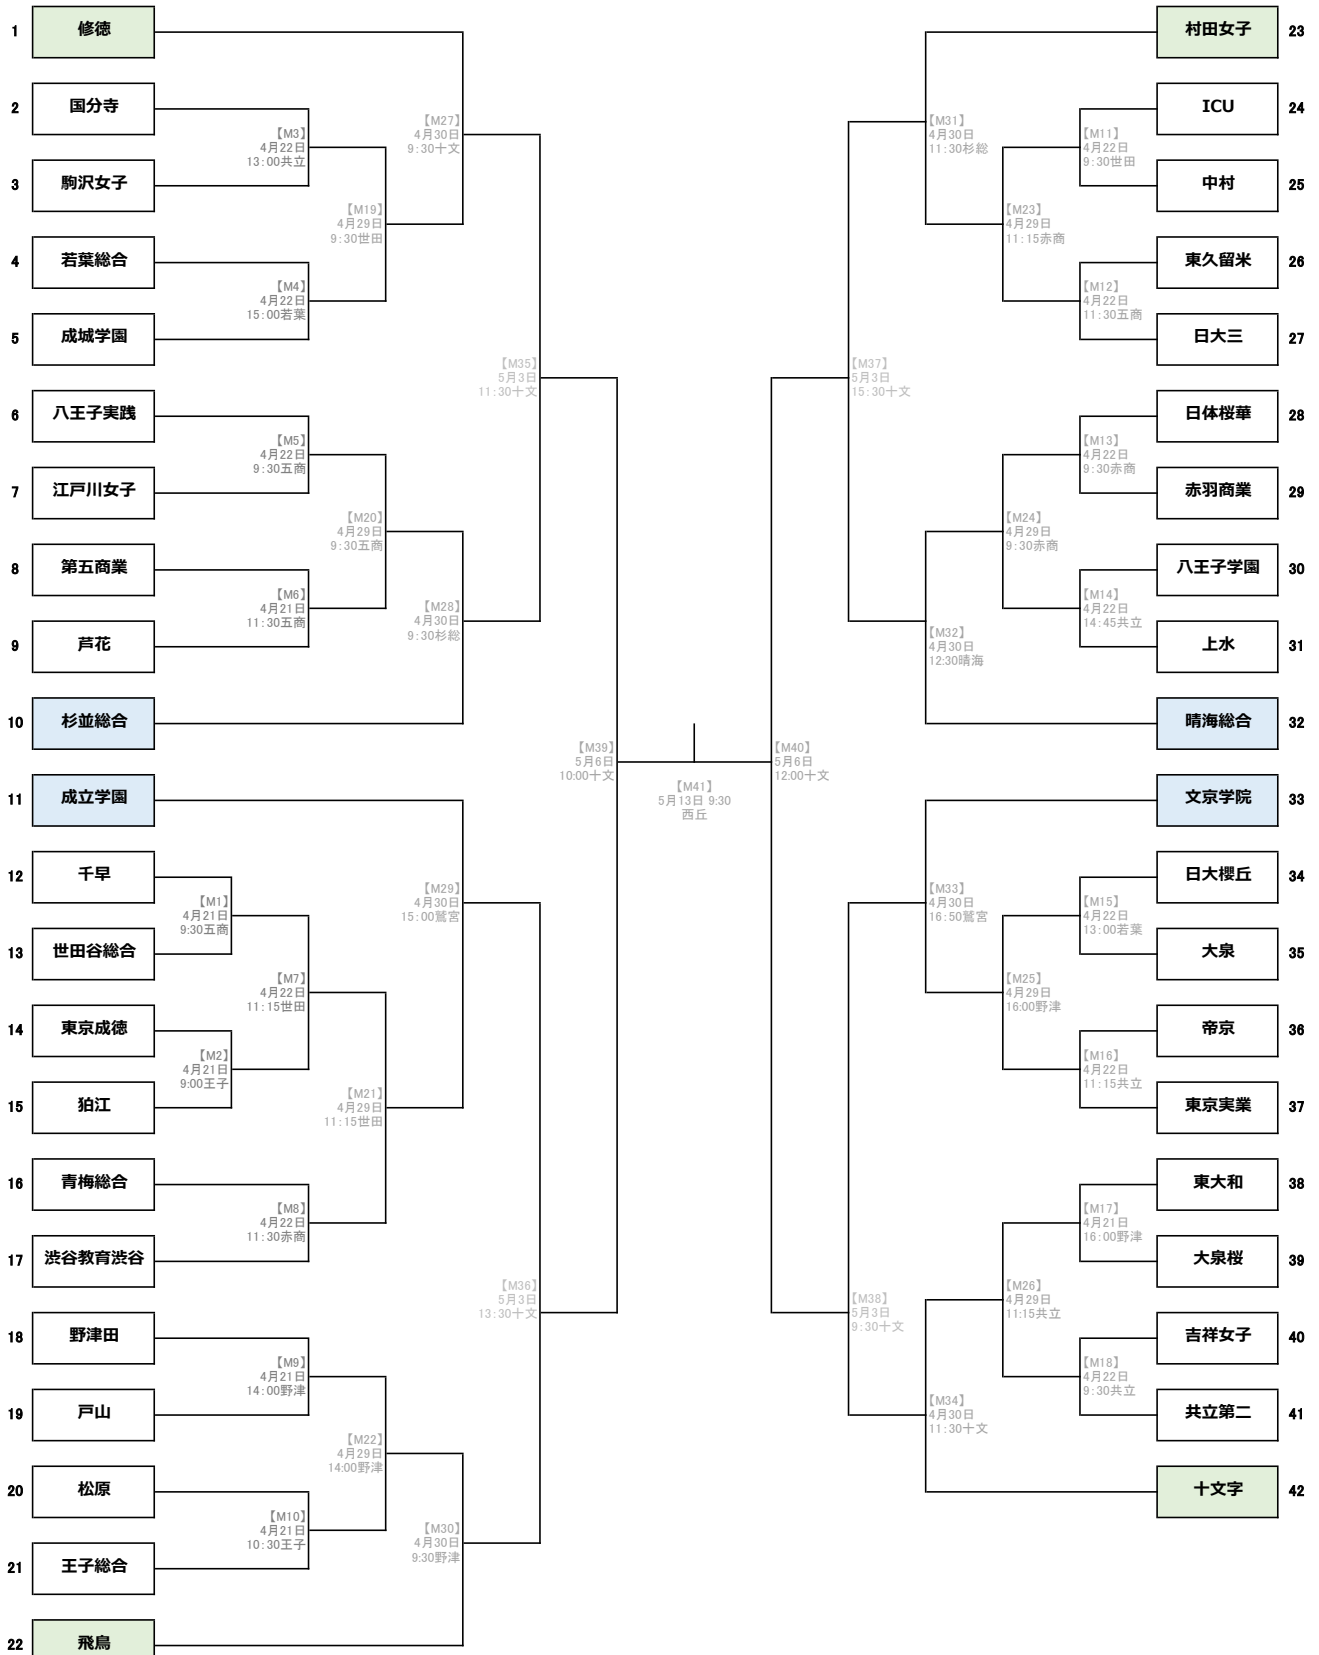 1 修徳
2 国分寺
【M3】
4月22日
13:00共立
3 駒沢女子
【M19】
4月29日
9:30世田
【M27】
4月30日
9:30十文
4 若葉総合
【M4】
4月22日
15:00若葉
5 成城学園
【M35】
5月3日
11:30十文
6 八王子実践
【M5】
4月22日
9:30五商
7 江戸川女子
【M20】
4月29日
9:30五商
8 第五商業
【M6】
4月21日
11:30五商
【M28】
4月30日
9:30杉総
9 芦花
10 杉並総合
【M39】
5月6日
10:00十文
11 成立学園
12 千早
【M1】
4月21日
9:30五商
【M29】
4月30日
15:00鷲宮
13 世田谷総合
【M7】
4月22日
11:15世田
14 東京成徳
【M2】
4月21日
9:00王子
15 狛江
【M21】
4月29日
11:15世田
16 青梅総合
【M8】
4月22日
11:30赤商
17 渋谷教育渋谷
【M36】
5月3日
13:30十文
18 野津田
【M9】
4月21日
14:00野津
19 戸山
【M22】
4月29日
14:00野津
20 松原
【M10】
4月21日
10:30王子
【M30】
4月30日
9:30野津
21 王子総合
22 飛鳥
【M41】
5月13日 9:30
西丘
村田女子 23
ICU 24
【M31】
4月30日
11:30杉総
【M11】
4月22日
9:30世田
中村 25
【M23】
4月29日
11:15赤商
東久留米 26
【M12】
4月22日
11:30五商
日大三 27
【M37】
5月3日
15:30十文
日体桜華 28
【M13】
4月22日
9:30赤商
赤羽商業 29
【M24】
4月29日
9:30赤商
八王子学園 30
【M14】
4月22日
14:45共立
【M32】
4月30日
12:30晴海
上水 31
晴海総合 32
【M40】
5月6日
12:00十文
文京学院 33
日大櫻丘 34
【M33】
4月30日
16:50鷲宮
【M15】
4月22日
13:00若葉
大泉 35
【M25】
4月29日
16:00野津
帝京 36
【M16】
4月22日
11:15共立
東京実業 37
東大和 38
【M17】
4月21日
16:00野津
大泉桜 39
【M38】
5月3日
9:30十文
【M26】
4月29日
11:15共立
吉祥女子 40
【M18】
4月22日
9:30共立
【M34】
4月30日
11:30十文
共立第二 41
十文字 42